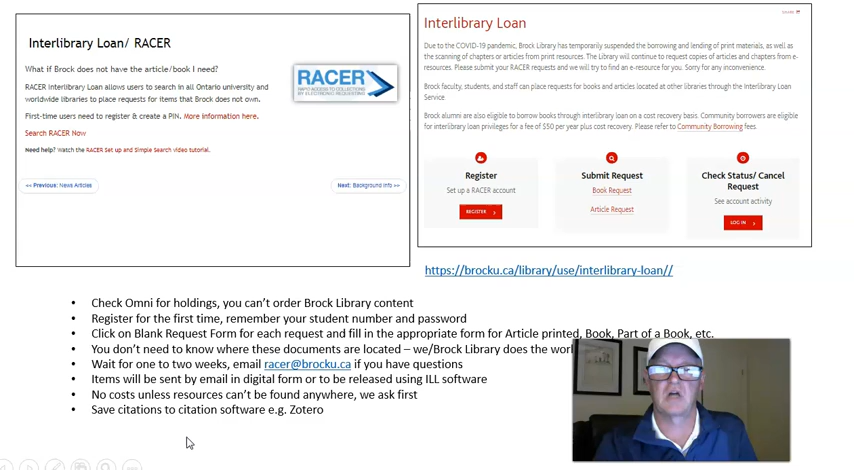 Interlibrary Loan/ RACER
What if Brock does not have the article/book I need?
RACER Interlibrary Loan allows users to search in all Ontario university and
worldwide libraries to place requests for items that Brock does not own.
First-time users need to register & create a PIN. More information here.
Search RACER Now
Need help? Watch the RACER Set up and Simple Search video tutorial.
RACER
RAPID ACCESS TO COLLECTIONS
BY ELECTRONIC REQUESTING
<< Previous: News Articles
Next: Background Info >>
SHARE
Interlibrary Loan
Due to the COVID-19 pandemic, Brock Library has temporarily suspended the borrowing and lending of print materials, as well as
the scanning of chapters or articles from print resources. The Library will continue to request copies of articles and chapters from e-
resources. Please submit your RACER requests and we will try to find an e-resource for you. Sorry for any inconvenience.
Brock faculty, students, and staff can place requests for books and articles located at other libraries through the Interlibrary Loan
Service.
Brock alumni are also eligible to borrow books through interlibrary loan on a cost recovery basis. Community borrowers are eligible
for interlibrary loan privileges for a fee of $50 per year plus cost recovery. Please refer to Community Borrowing fees.
Register
Set up a RACER account
REGISTER
Submit Request
Book Request
Article Request
Check Status/ Cancel
Request
See account activity
LOG IN
https://brocku.ca/library/use/interlibrary-loan//
• Check Omni for holdings, you can't order Brock Library content
• Register for the first time, remember your student number and password
• Click on Blank Request Form for each request and fill in the appropriate form for Article printed, Book, Part of a Book, etc.
• You don't need to know where these documents are located – we/Brock Library does the worl
• Wait for one to two weeks, email racer@brocku.ca if you have questions
• Items will be sent by email in digital form or to be released using ILL software
• No costs unless resources can't be found anywhere, we ask first
• Save citations to citation software e.g. Zotero